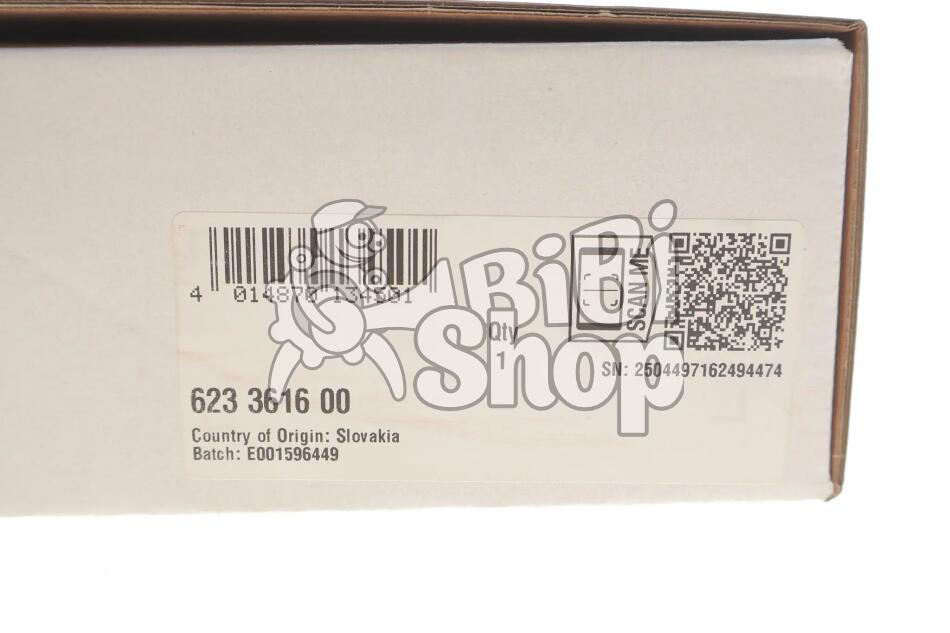 4 014870 134501
BiBi
Shop
Qty
1
SCAN ME
SN: 2504497162494474
623 3616 00
Country of Origin: Slovakia
Batch: E001596449